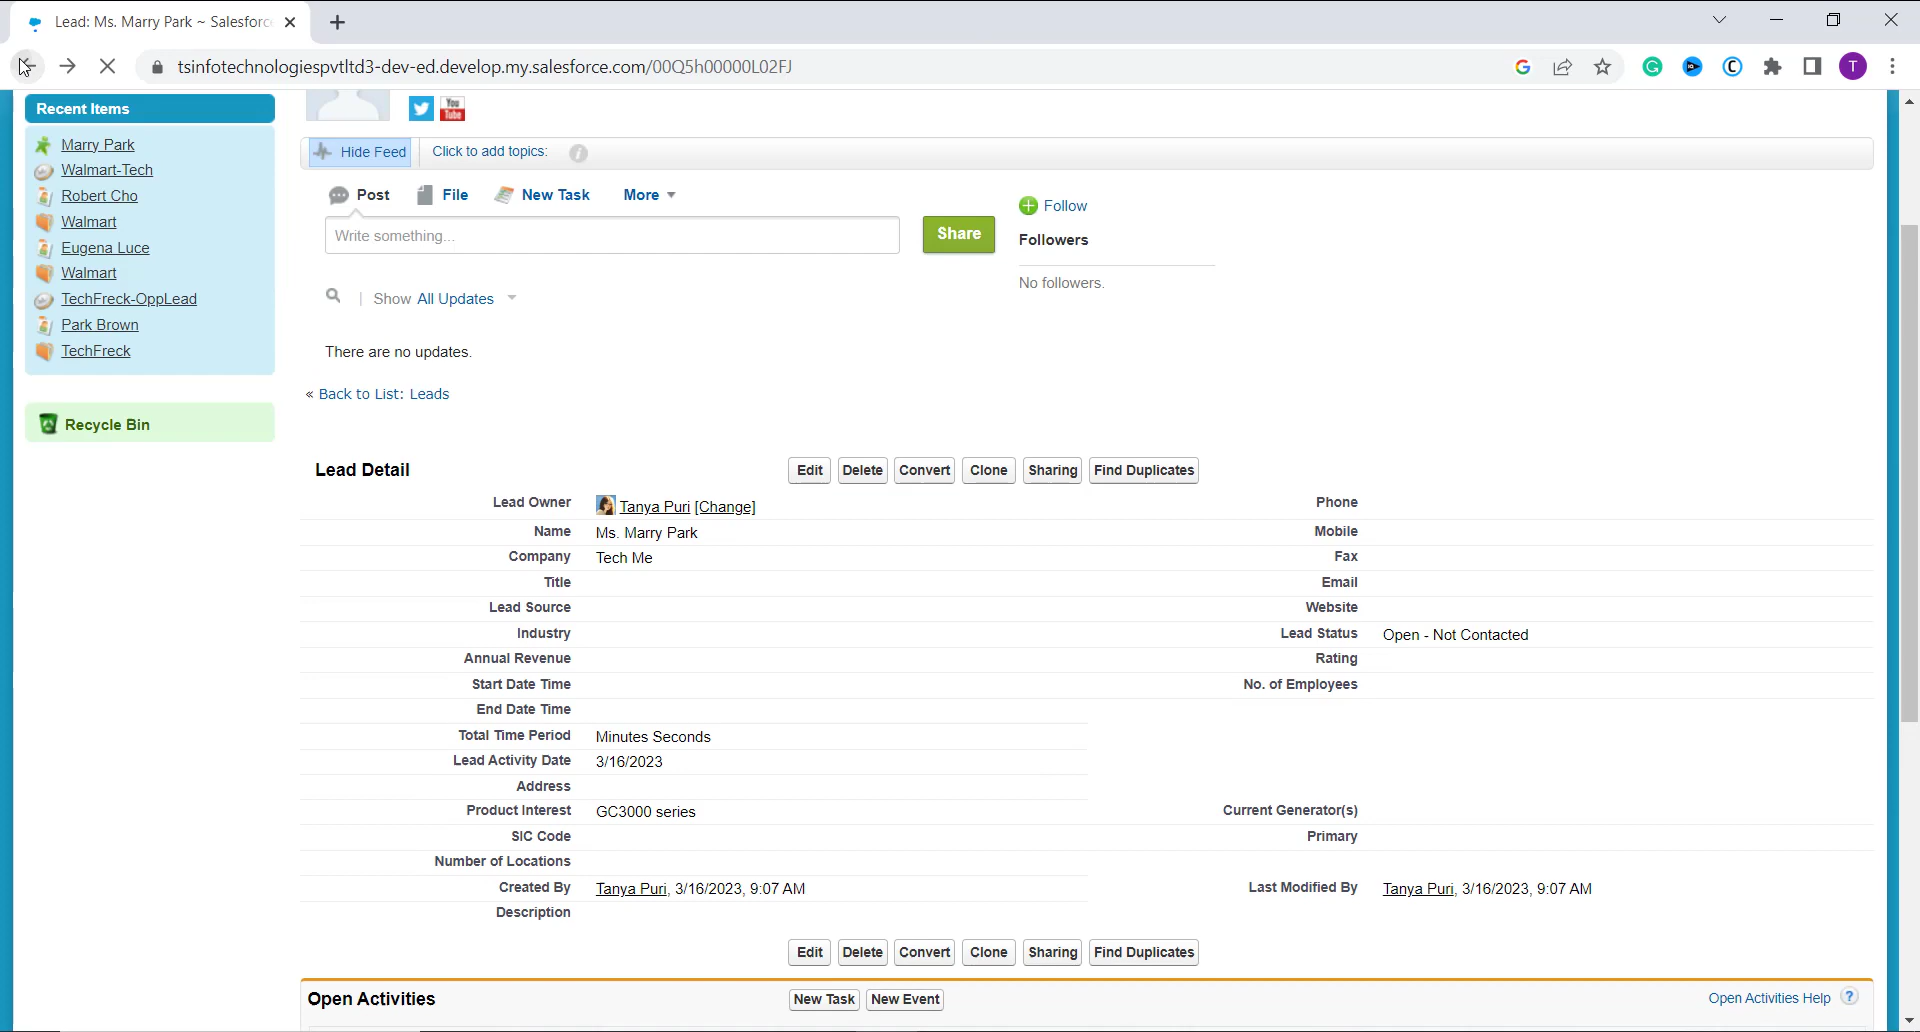 Lead: Ms. Marry Park ~ Salesforc
tsinfotechnologiespvtltd3-dev-ed.develop.my.salesforce.com/00Q5h00000L02FJ
T
Recent Items
Marry Park
Walmart-Tech
Robert Cho
Walmart
Eugena Luce
Walmart
TechFreck-OppLead
Park Brown
TechFreck
Recycle Bin
You Tube
Hide Feed
Click to add topics:
Post File New Task More
Write something...
Share
Follow
Followers
No followers.
Show All Updates
There are no updates.
« Back to List: Leads
Lead Detail
Edit Delete Convert Clone Sharing Find Duplicates
Lead Owner Tanya Puri [Change] Phone
Name Ms. Marry Park Mobile
Company Tech Me Fax
Title Email
Lead Source Website
Industry Lead Status Open - Not Contacted
Annual Revenue Rating
Start Date Time No. of Employees
End Date Time
Total Time Period Minutes Seconds
Lead Activity Date 3/16/2023
Address
Product Interest GC3000 series Current Generator(s)
SIC Code Primary
Number of Locations
Created By Tanya Puri, 3/16/2023, 9:07 AM Last Modified By Tanya Puri, 3/16/2023, 9:07 AM
Description
Edit Delete Convert Clone Sharing Find Duplicates
Open Activities New Task New Event Open Activities Help ?